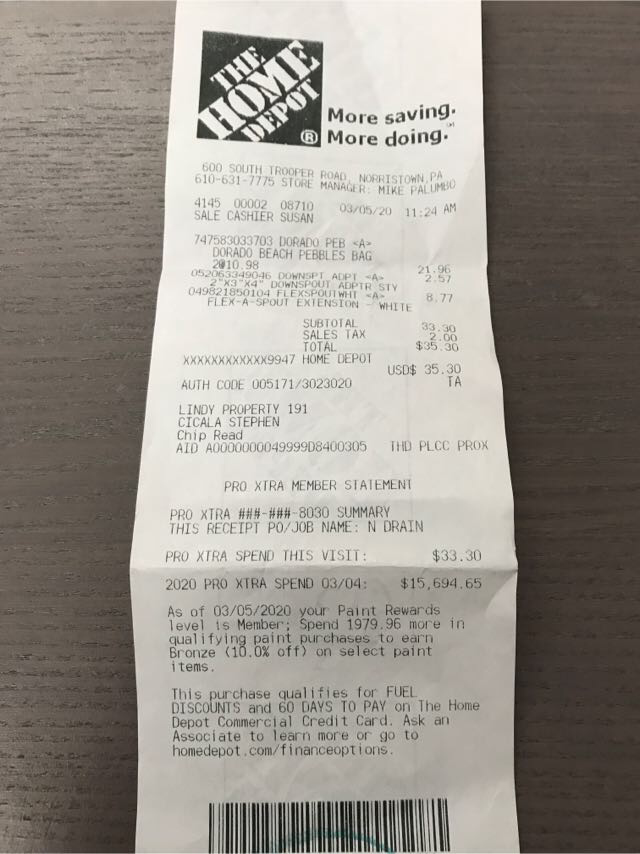 THE
HOME
DEPOT
®
More saving.
More doing.℠
600 SOUTH TROOPER ROAD, NORRISTOWN,PA
610-631-7775 STORE MANAGER: MIKE PALUMBO
4145 00002 08710 03/05/20 11:24 AM
SALE CASHIER SUSAN
747583033703 DORADO PEB <A>
DORADO BEACH PEBBLES BAG
2@10.98 21.96
052063349046 DOWNSPT ADPT <A> 2.57
2"X3"X4" DOWNSPOUT ADPTR STY
049821850104 FLEXSPOUTWHT <A> 8.77
FLEX-A-SPOUT EXTENSION - WHITE
SUBTOTAL 33.30
SALES TAX 2.00
TOTAL $35.30
XXXXXXXXXXXX9947 HOME DEPOT
USD$ 35.30
AUTH CODE 005171/3023020 TA
LINDY PROPERTY 191
CICALA STEPHEN
Chip Read
AID A0000000049999D8400305 THD PLCC PROX
PRO XTRA MEMBER STATEMENT
PRO XTRA ###-###-8030 SUMMARY
THIS RECEIPT PO/JOB NAME: N DRAIN
PRO XTRA SPEND THIS VISIT: $33.30
2020 PRO XTRA SPEND 03/04: $15,694.65
As of 03/05/2020 your Paint Rewards
level is Member; Spend 1979.96 more in
qualifying paint purchases to earn
Bronze (10.0% off) on select paint
items.
This purchase qualifies for FUEL
DISCOUNTS and 60 DAYS TO PAY on The Home
Depot Commercial Credit Card. Ask an
Associate to learn more or go to
homedepot.com/financeoptions.